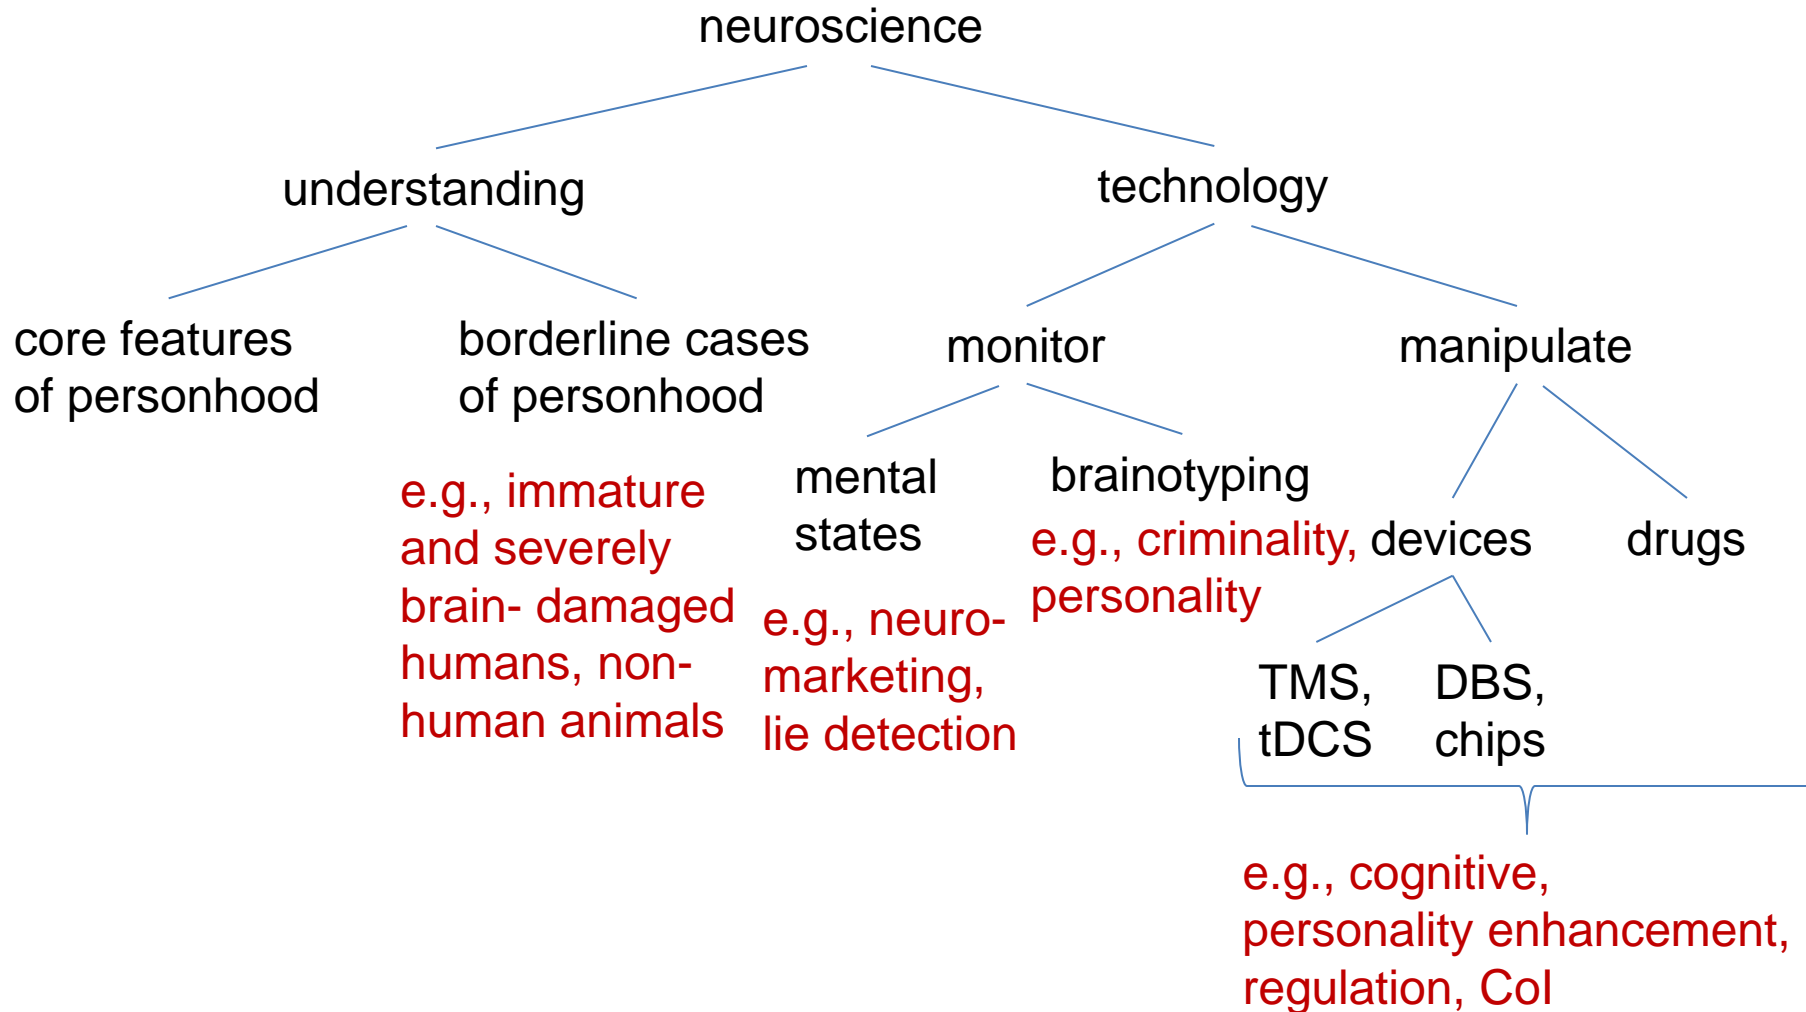 neuroscience
understanding
technology
core features
of personhood
borderline cases
of personhood
monitor
manipulate
e.g., immature
and severely
brain- damaged
humans, non-
human animals
mental
states
e.g., neuro-
marketing,
lie detection
brainotyping
e.g., criminality,
personality
devices
drugs
TMS,
tDCS
DBS,
chips
e.g., cognitive,
personality enhancement,
regulation, CoI